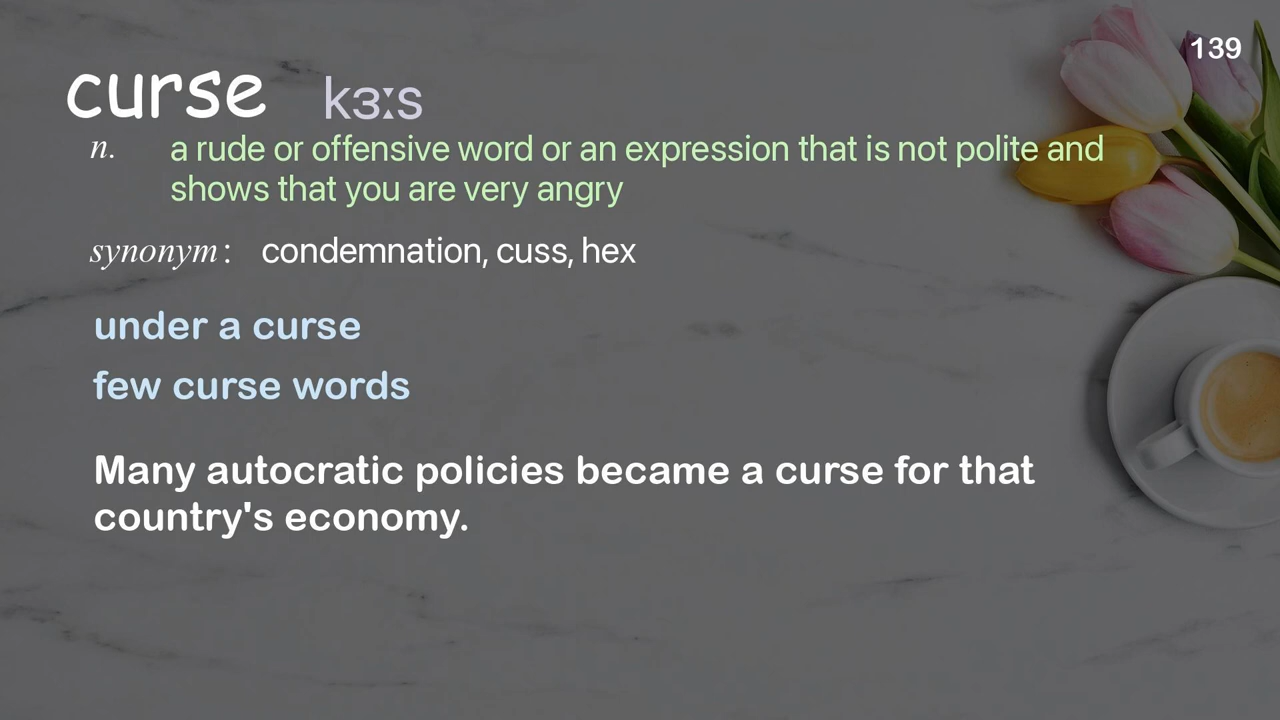 139
curse kɜːs
n. a rude or offensive word or an expression that is not polite and
shows that you are very angry
synonym: condemnation, cuss, hex
under a curse
few curse words
Many autocratic policies became a curse for that
country's economy.